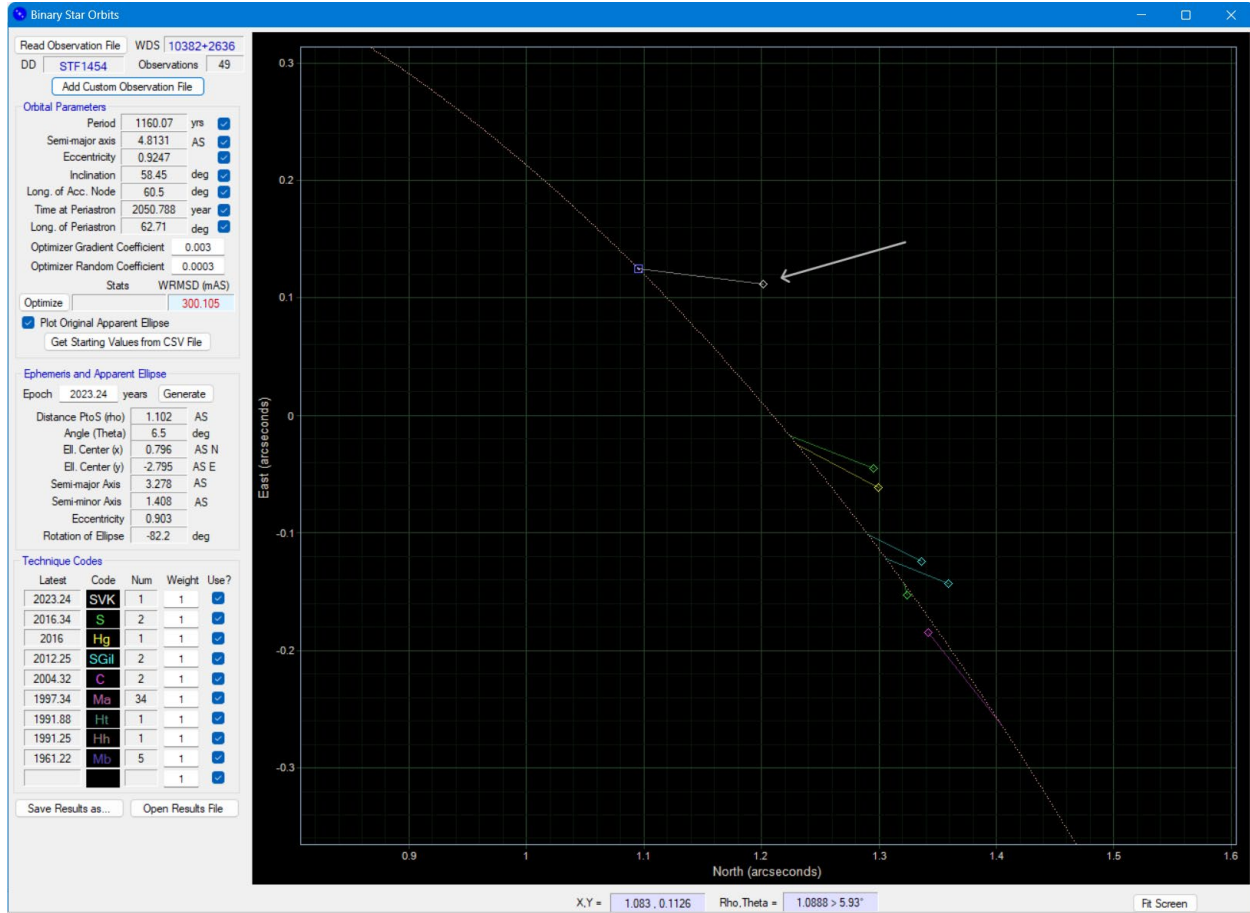 Binary Star Orbits
Read Observation File WDS 10382+2636
DD STF1454 Observations 49
Add Custom Observation File
Orbital Parameters
Period 1160.07 yrs
Semi-major axis 4.8131 AS
Eccentricity 0.9247
Inclination 58.45 deg
Long. of Acc. Node 60.5 deg
Time at Periastron 2050.788 year
Long. of Periastron 62.71 deg
Optimizer Gradient Coefficient 0.003
Optimizer Random Coefficient 0.0003
Stats WRMSD (mAS)
Optimize 300.105
Plot Original Apparent Ellipse
Get Starting Values from CSV File
Ephemeris and Apparent Ellipse
Epoch 2023.24 years Generate
Distance PtoS (rho) 1.102 AS
Angle (Theta) 6.5 deg
Ell. Center (x) 0.796 AS N
Ell. Center (y) -2.795 AS E
Semi-major Axis 3.278 AS
Semi-minor Axis 1.408 AS
Eccentricity 0.903
Rotation of Ellipse -82.2 deg
Technique Codes
Latest Code Num Weight Use?
2023.24 SVK 1 1
2016.34 S 2 1
2016 Hg 1 1
2012.25 SGil 2 1
2004.32 C 2 1
1997.34 Ma 34 1
1991.88 Ht 1 1
1991.25 Hh 1 1
1961.22 Mb 5 1
1
Save Results as... Open Results File
0.3
0.2
0.1
0
-0.1
-0.2
-0.3
East (arcseconds)
0.9 1 1.1 1.2 1.3 1.4 1.5 1.6
North (arcseconds)
X,Y = 1.083 , 0.1126 Rho,Theta = 1.0888 > 5.93° Fit Screen